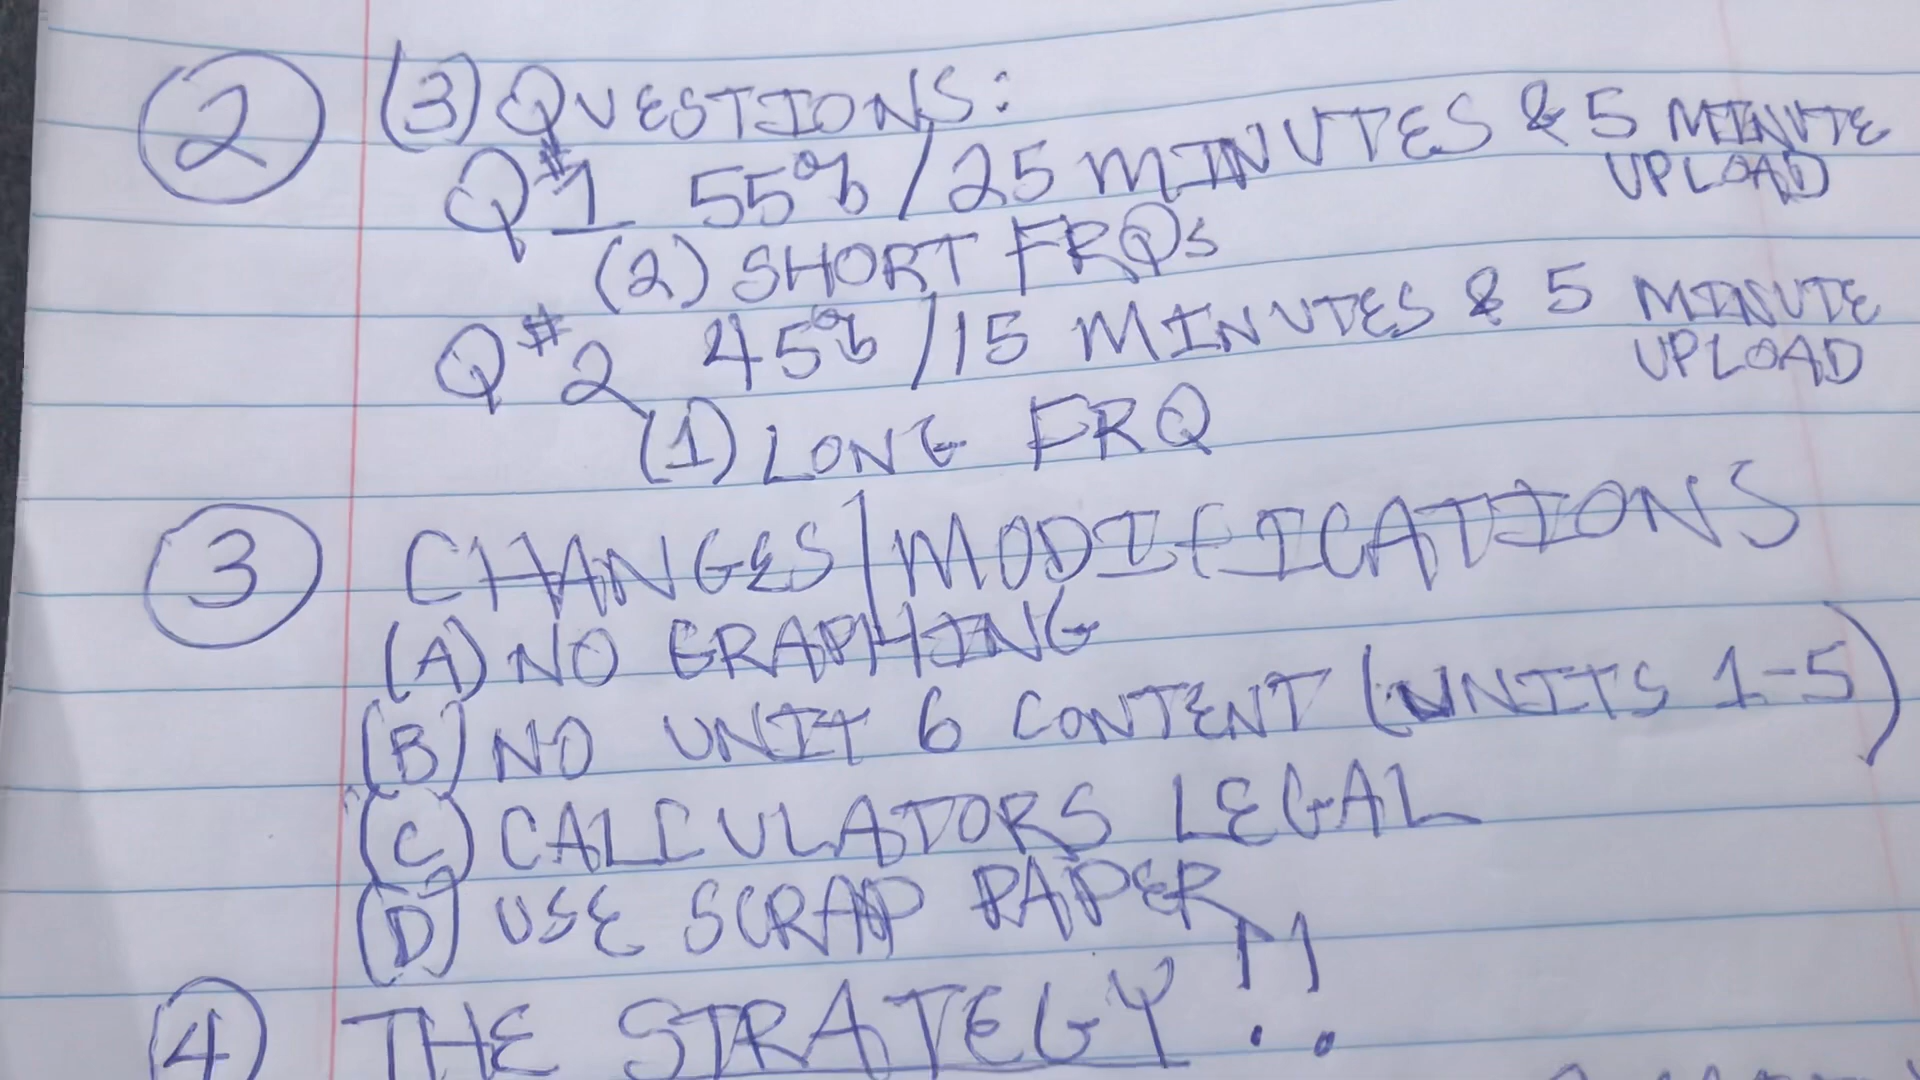 ② (3) QUESTIONS:
Q#1 55% / 25 MINUTES & 5 MINUTE
UPLOAD
(2) SHORT FRQs
Q#2 45% / 15 MINUTES & 5 MINUTE
UPLOAD
(1) LONG FRQ
③ CHANGES/MODIFICATIONS
(A) NO GRAPHING
(B) NO UNIT 6 CONTENT (UNITS 1-5)
(C) CALCULATORS LEGAL
(D) USE SCRAP PAPER
④ THE STRATEGY!!